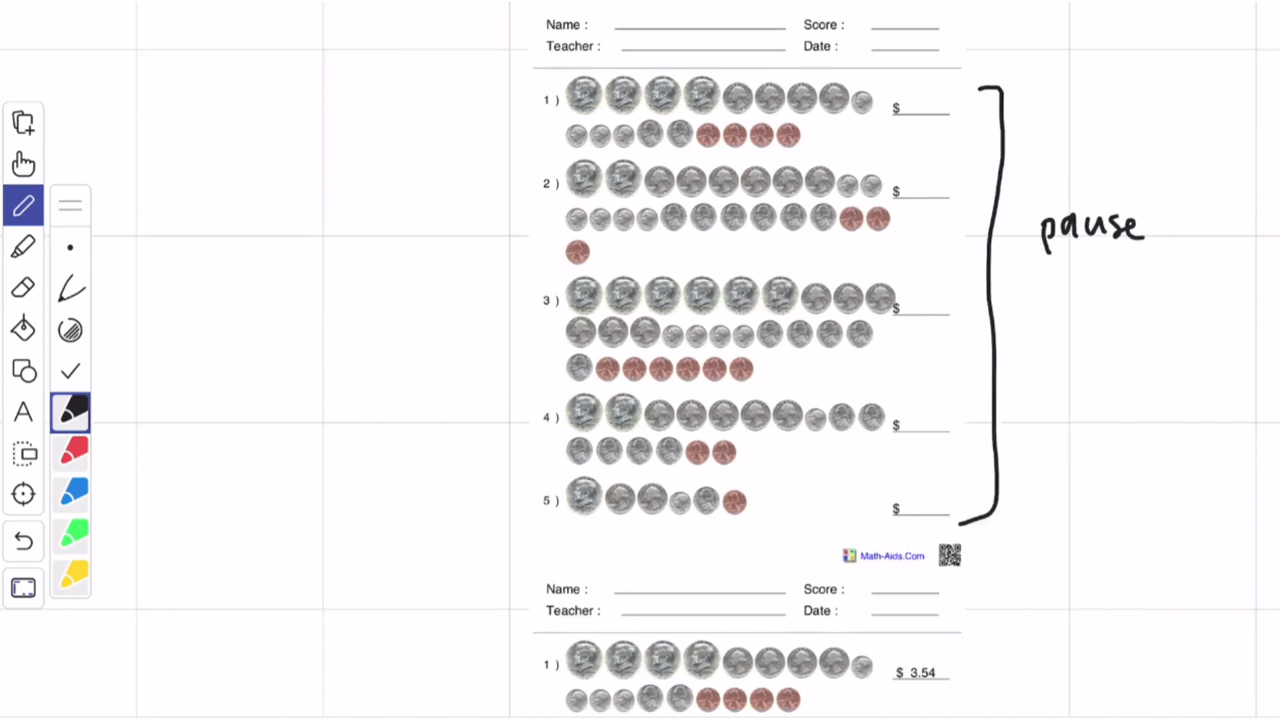 Name :
Score :
Teacher :
Date :
1 )
$
2 )
$
pause
3 )
$
4 )
$
5 )
$
Math-Aids.Com
Name :
Score :
Teacher :
Date :
1 )
$ 3.54
A